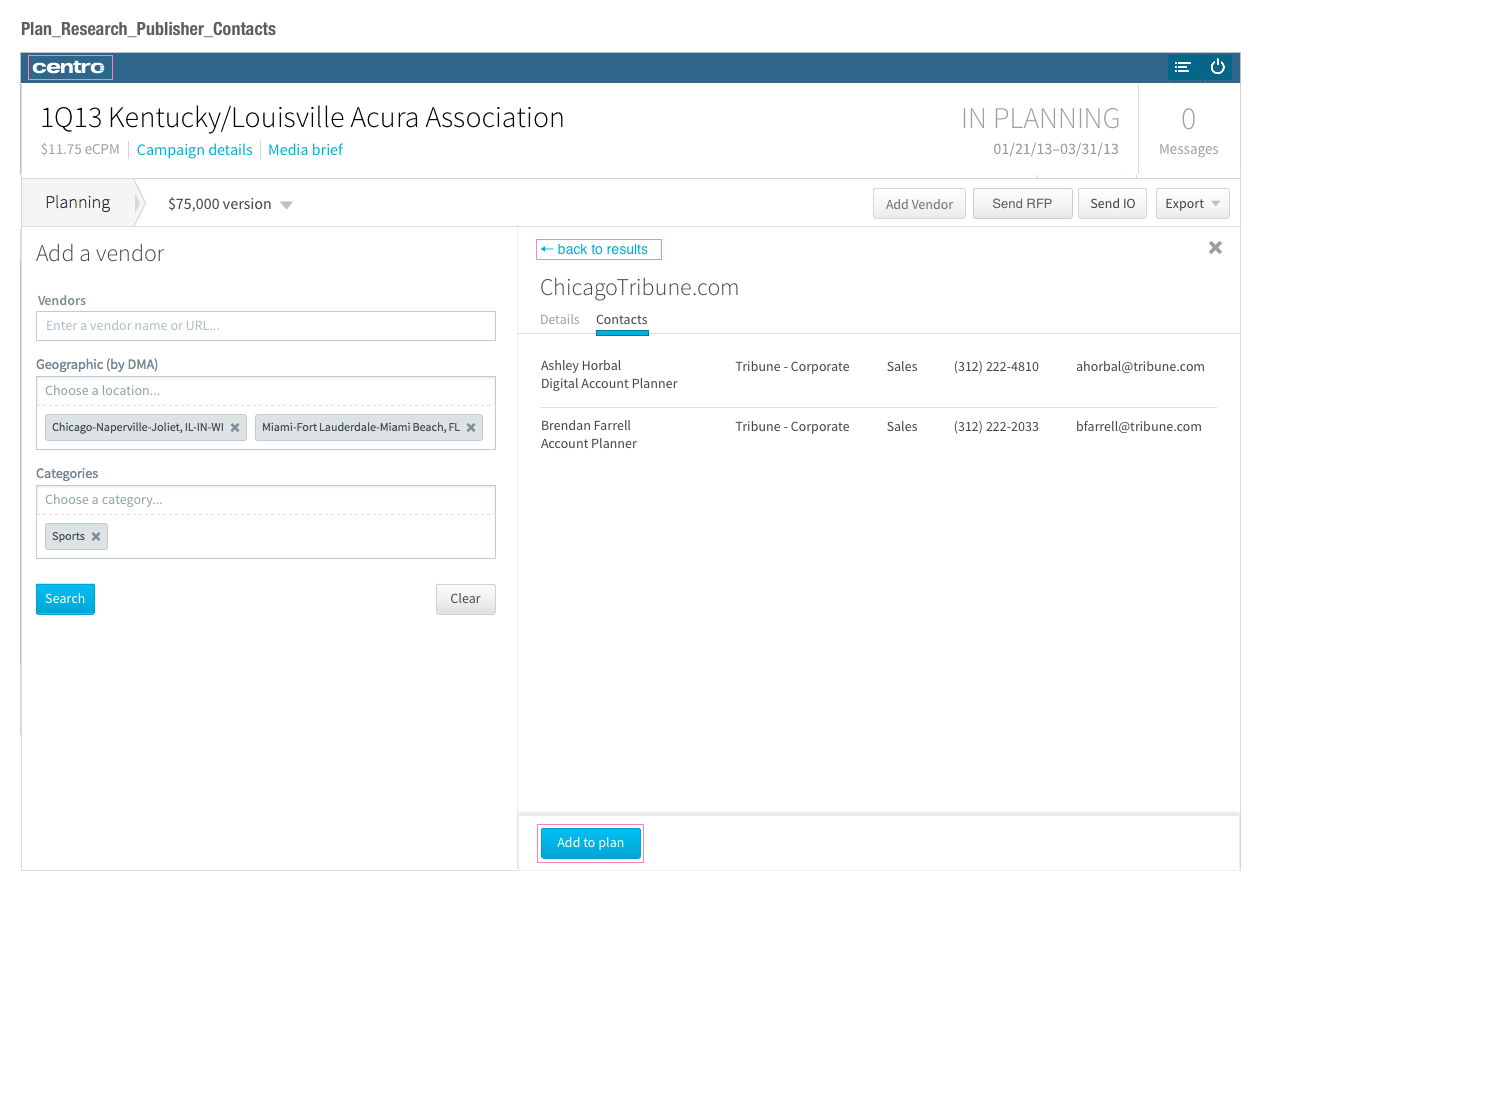 Plan_Research_Publisher_Contacts
centro
1Q13 Kentucky/Louisville Acura Association
IN PLANNING
0
$11.75 eCPM
Campaign details
Media brief
01/21/13–03/31/13
Messages
Planning
$75,000 version
Add Vendor
Send RFP
Send IO
Export
Add a vendor
Vendors
Enter a vendor name or URL...
Geographic (by DMA)
Choose a location...
Chicago-Naperville-Joliet, IL-IN-WI
Miami-Fort Lauderdale-Miami Beach, FL
Categories
Choose a category...
Sports
Search
Clear
← back to results
ChicagoTribune.com
Details
Contacts
Ashley Horbal
Digital Account Planner
Tribune - Corporate
Sales
(312) 222-4810
ahorbal@tribune.com
Brendan Farrell
Account Planner
Tribune - Corporate
Sales
(312) 222-2033
bfarrell@tribune.com
Add to plan